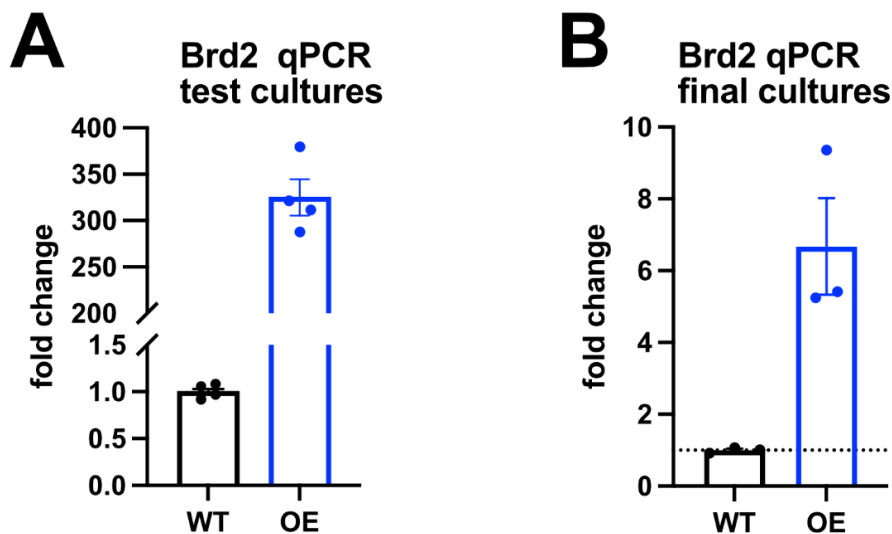 A
Brd2 qPCR
test cultures
fold change
400
350
300
250
200
1.5
1.0
0.5
0.0
WT OE
B
Brd2 qPCR
final cultures
fold change
10
8
6
4
2
0
WT OE